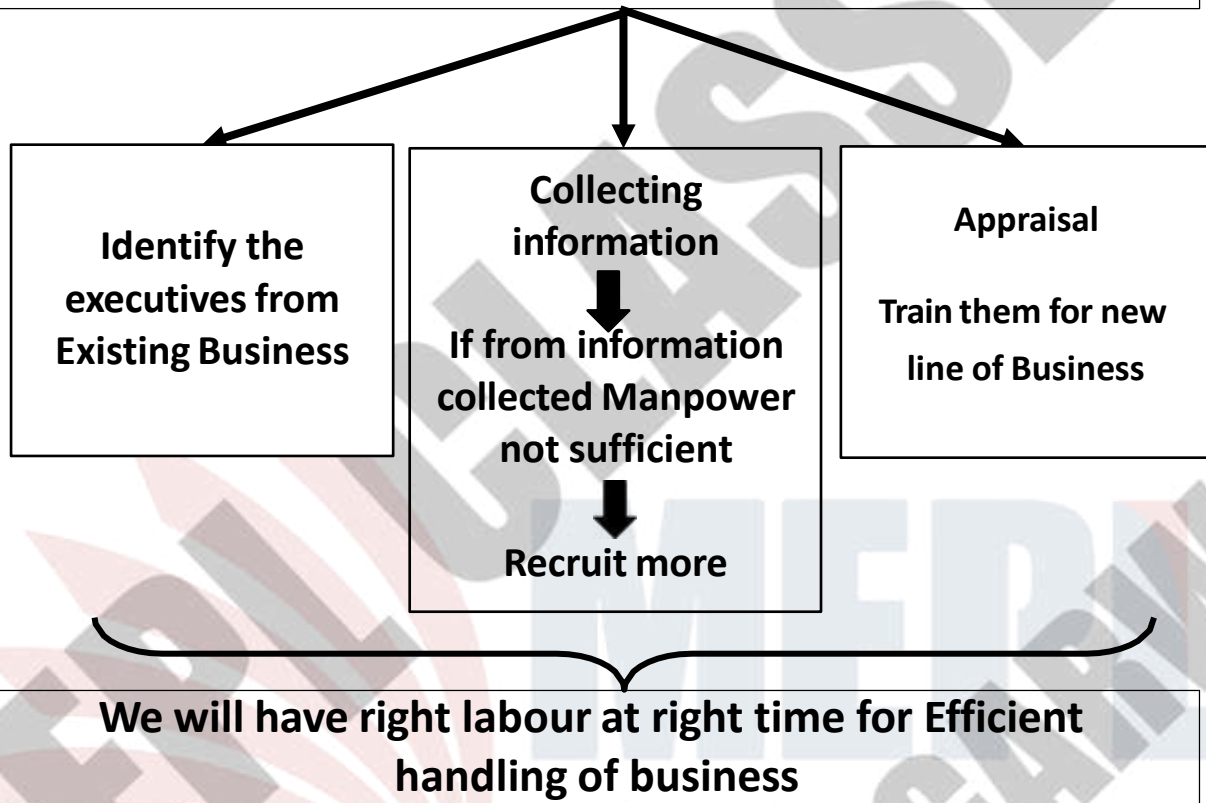 Identify the
executives from
Existing Business
Collecting
information
If from information
collected Manpower
not sufficient
Recruit more
Appraisal
Train them for new
line of Business
We will have right labour at right time for Efficient
handling of business
CLASSE
MERI